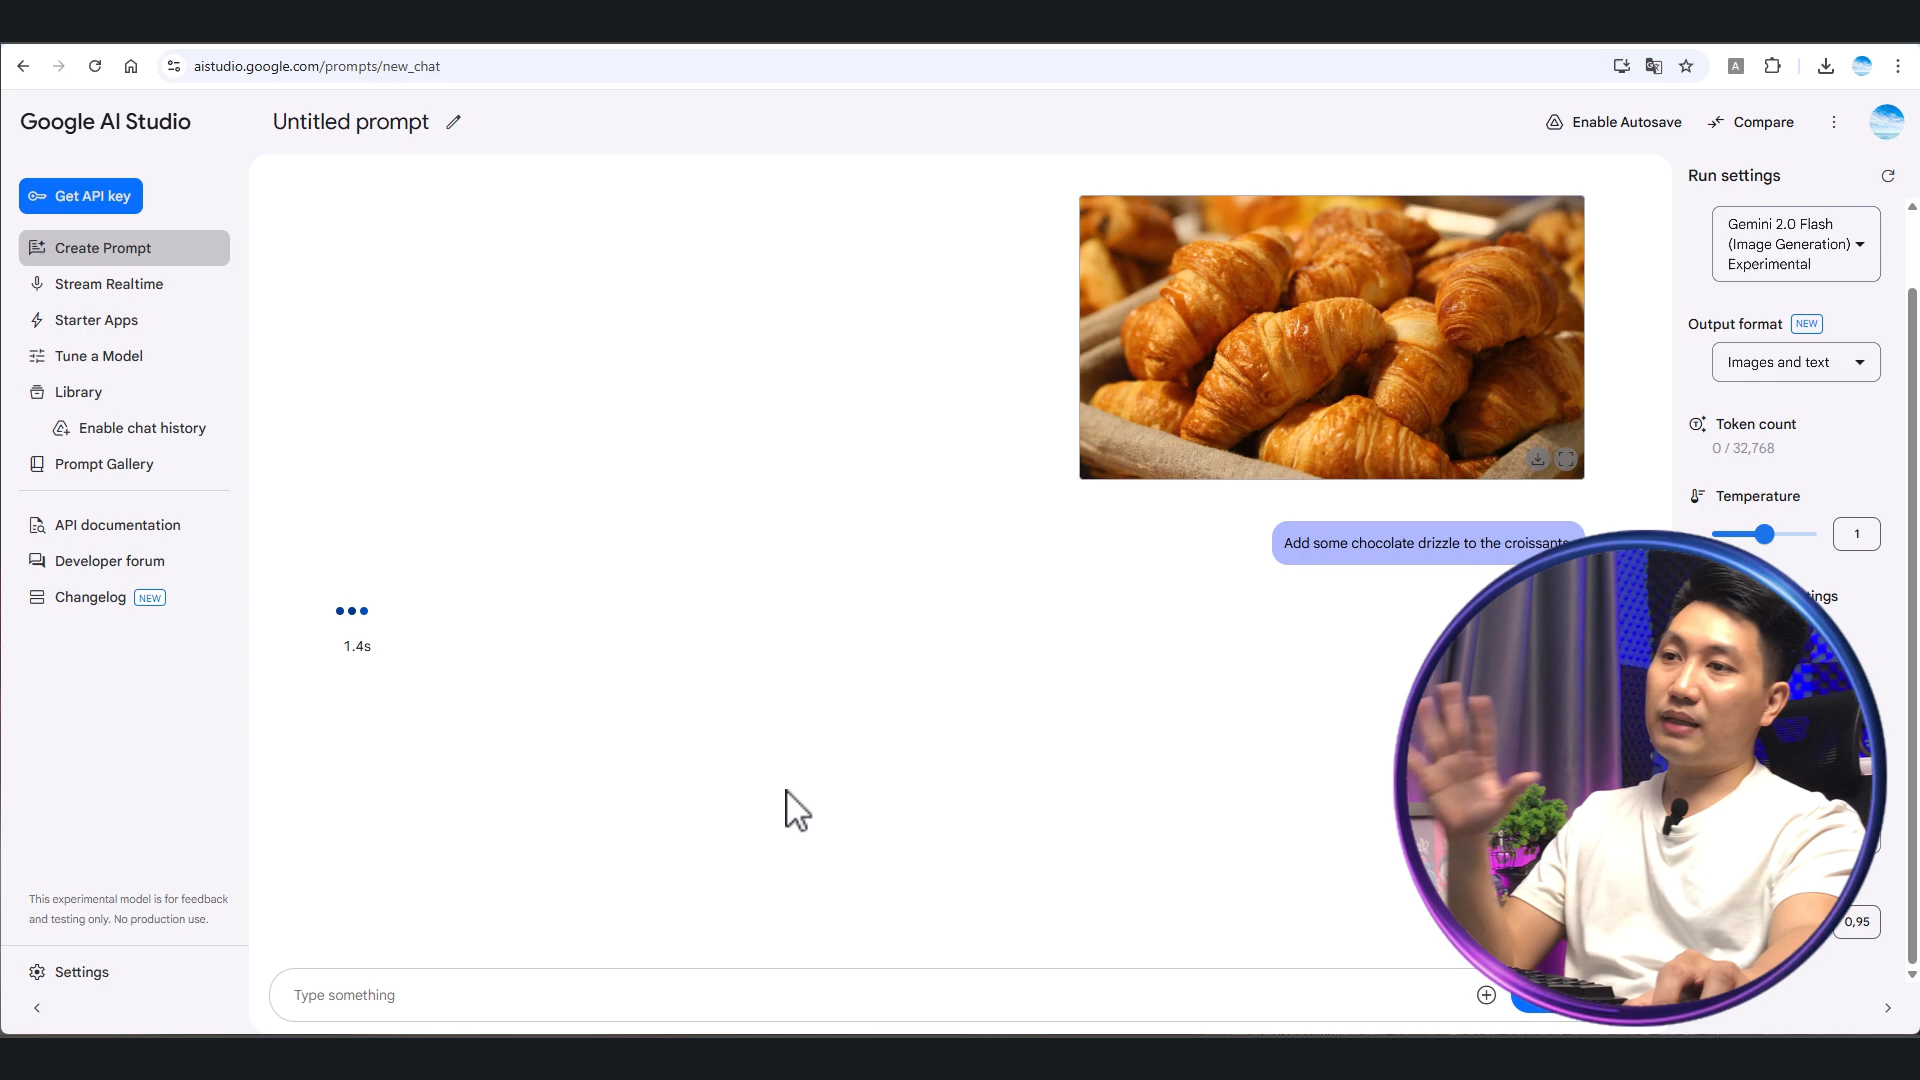 aistudio.google.com/prompts/new_chat
A
Google AI Studio
Untitled prompt
Enable Autosave
Compare
Get API key
Create Prompt
Stream Realtime
Starter Apps
Tune a Model
Library
Enable chat history
Prompt Gallery
API documentation
Developer forum
Changelog NEW
This experimental model is for feedback
and testing only. No production use.
Settings
Add some chocolate drizzle to the croissants
1.4s
Type something
Run settings
Gemini 2.0 Flash
(Image Generation)
Experimental
Output format NEW
Images and text
Token count
0 / 32,768
Temperature
1
0,95